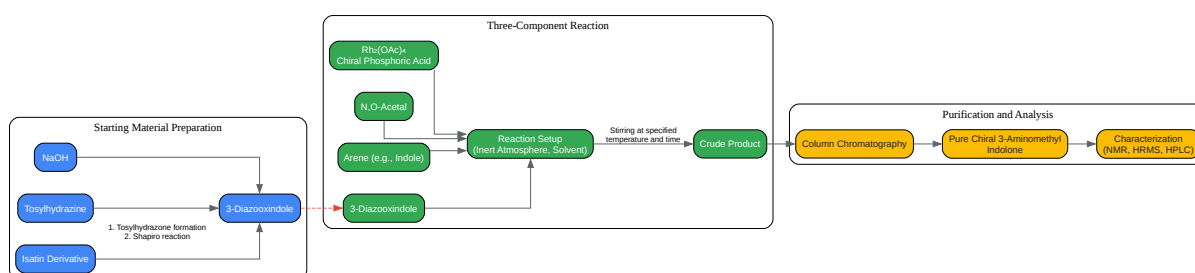 Starting Material Preparation
NaOH
Tosylhydrazine
Isatin Derivative
3-Diazooxindole
1. Tosylhydrazone formation
2. Shapiro reaction
Three-Component Reaction
Rh₂(OAc)₄
Chiral Phosphoric Acid
N,O-Acetal
Arene (e.g., Indole)
3-Diazooxindole
Reaction Setup
(Inert Atmosphere, Solvent)
Stirring at specified
temperature and time
Crude Product
Purification and Analysis
Column Chromatography
Pure Chiral 3-Aminomethyl
Indolone
Characterization
(NMR, HRMS, HPLC)